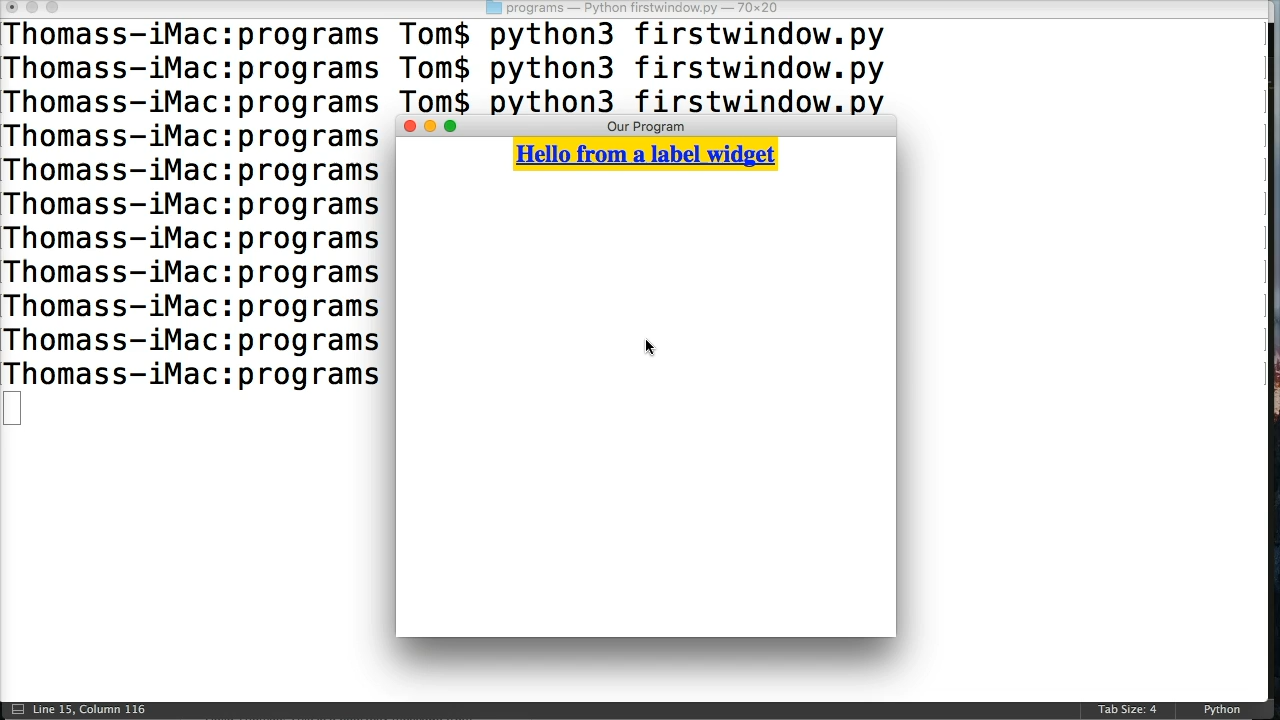 programs — Python firstwindow.py — 70×20
Thomass-iMac:programs Tom$ python3 firstwindow.py
Thomass-iMac:programs Tom$ python3 firstwindow.py
Thomass-iMac:programs Tom$ python3 firstwindow.py
Thomass-iMac:programs
Thomass-iMac:programs
Thomass-iMac:programs
Thomass-iMac:programs
Thomass-iMac:programs
Thomass-iMac:programs
Thomass-iMac:programs
Thomass-iMac:programs
Our Program
Hello from a label widget
Line 15, Column 116
Tab Size: 4
Python